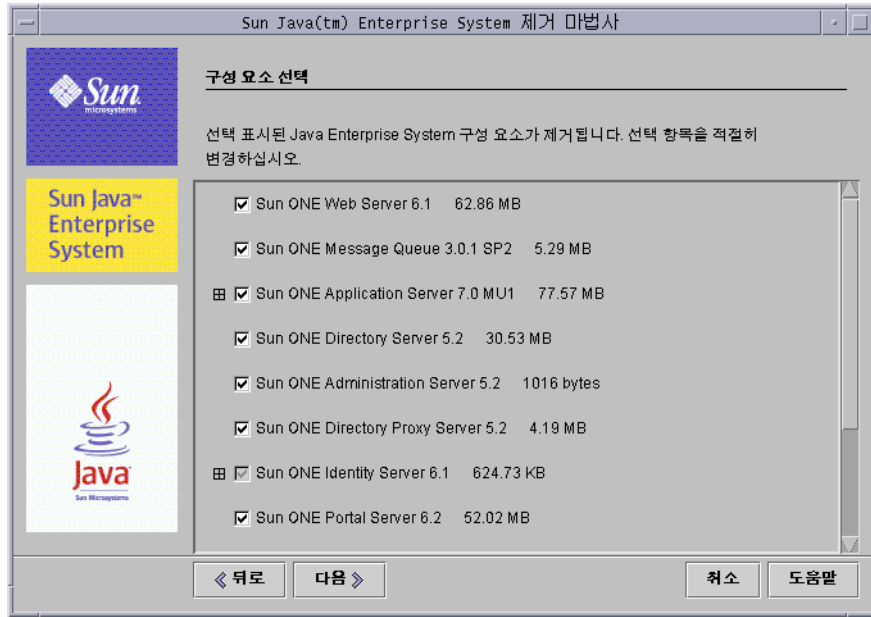 Sun Java(tm) Enterprise System 제거 마법사
Sun
microsystems
Sun Java™
Enterprise
System
Java
Sun Microsystems
구성 요소 선택
선택 표시된 Java Enterprise System 구성 요소가 제거됩니다. 선택 항목을 적절히
변경하십시오.
Sun ONE Web Server 6.1 62.86 MB
Sun ONE Message Queue 3.0.1 SP2 5.29 MB
Sun ONE Application Server 7.0 MU1 77.57 MB
Sun ONE Directory Server 5.2 30.53 MB
Sun ONE Administration Server 5.2 1016 bytes
Sun ONE Directory Proxy Server 5.2 4.19 MB
Sun ONE Identity Server 6.1 624.73 KB
Sun ONE Portal Server 6.2 52.02 MB
뒤로 다음 취소 도움말